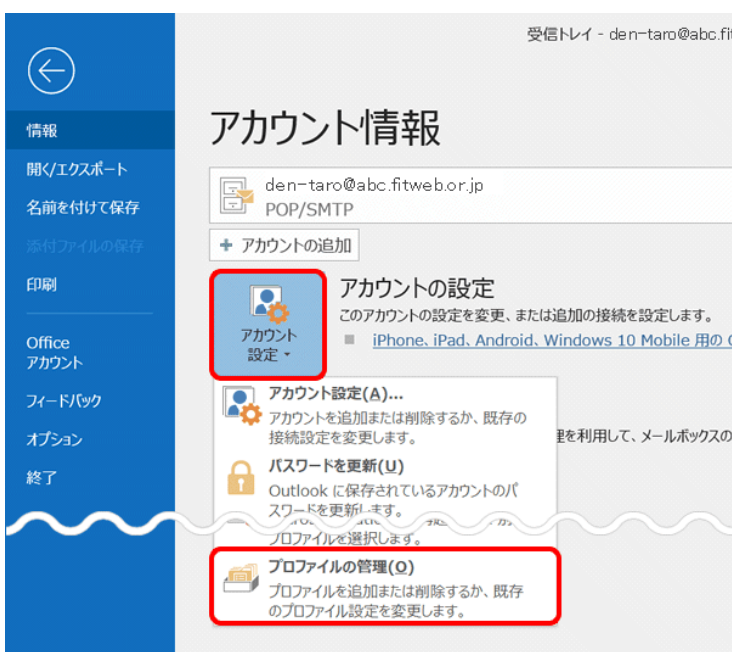 受信トレイ - den-taro@abc.fit
情報
開く/エクスポート
名前を付けて保存
添付ファイルの保存
印刷
Office
アカウント
フィードバック
オプション
終了
アカウント情報
den-taro@abc.fitweb.or.jp
POP/SMTP
+ アカウントの追加
アカウント
設定
アカウントの設定
このアカウントの設定を変更、または追加の接続を設定します。
iPhone、iPad、Android、Windows 10 Mobile 用の
アカウント設定(A)...
アカウントを追加または削除するか、既存の
接続設定を変更します。
理を利用して、メールボックスの
パスワードを更新(U)
Outlook に保存されているアカウントのパ
スワードを更新します。
プロファイルを選択します。
プロファイルの管理(O)
プロファイルを追加または削除するか、既存
のプロファイル設定を変更します。